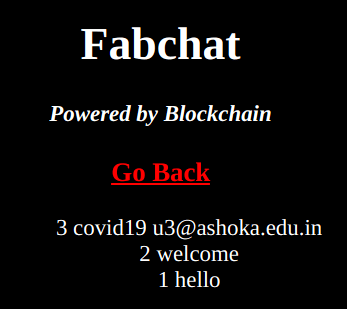 Fabchat
Powered by Blockchain
Go Back
3 covid19 u3@ashoka.edu.in
2 welcome
1 hello